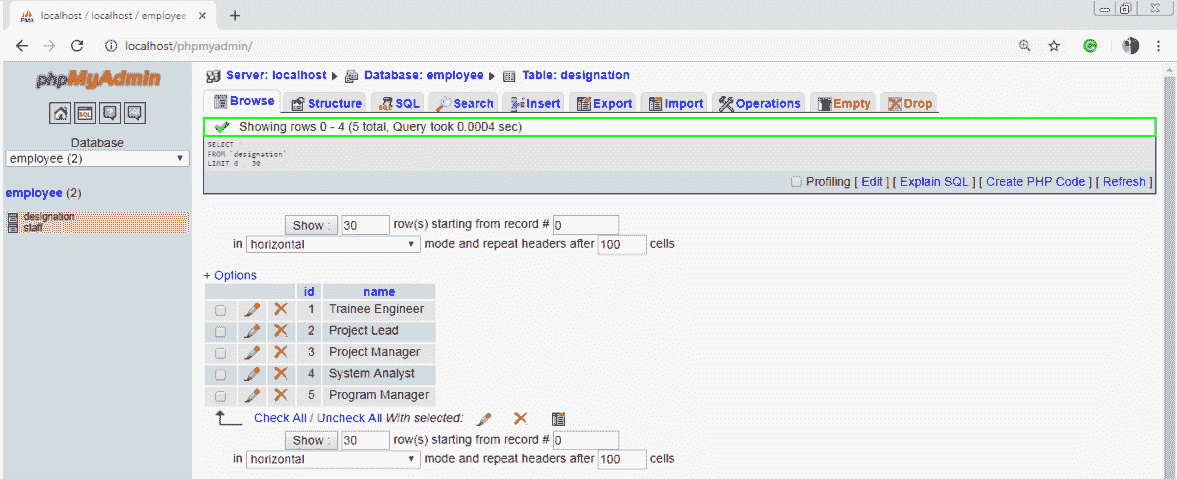 localhost / localhost / employee
localhost/phpmyadmin/
phpMyAdmin
Server: localhost Database: employee Table: designation
Browse Structure SQL Search Insert Export Import Operations Empty Drop
SQL
Database
employee (2)
employee (2)
designation
staff
Showing rows 0 - 4 (5 total, Query took 0.0004 sec)
SELECT
FROM `designation`
LIMIT 0 30
Profiling [ Edit ] [ Explain SQL ] [ Create PHP Code ] [ Refresh ]
Show : 30 row(s) starting from record # 0
in horizontal mode and repeat headers after 100 cells
+ Options
id name
1 Trainee Engineer
2 Project Lead
3 Project Manager
4 System Analyst
5 Program Manager
Check All / Uncheck All With selected:
Show : 30 row(s) starting from record # 0
in horizontal mode and repeat headers after 100 cells